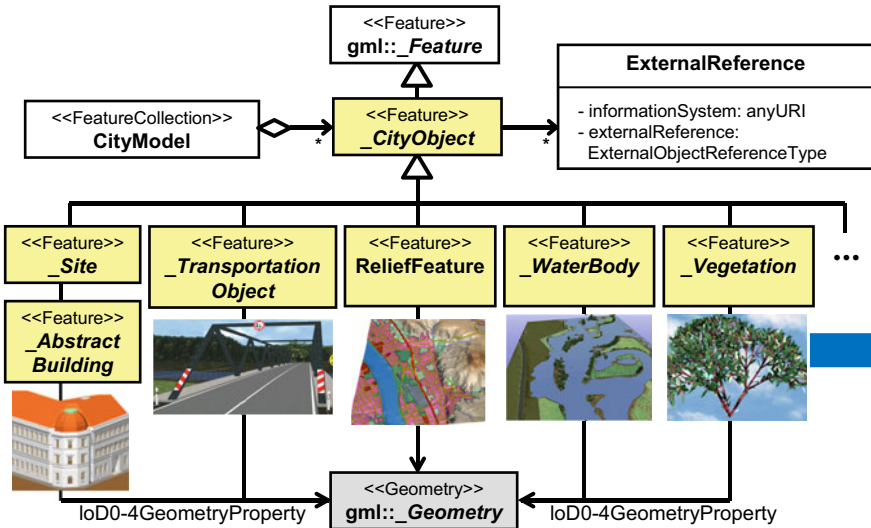 <<Feature>>
gml::_Feature
ExternalReference
- informationSystem: anyURI
- externalReference:
ExternalObjectReferenceType
<<FeatureCollection>>
CityModel
*
<<Feature>>
_CityObject
*
<<Feature>>
_Site
<<Feature>>
_Transportation
Object
<<Feature>>
ReliefFeature
<<Feature>>
_WaterBody
<<Feature>>
_Vegetation
...
<<Feature>>
_Abstract
Building
<<Geometry>>
gml::_Geometry
loD0-4GeometryProperty
loD0-4GeometryProperty